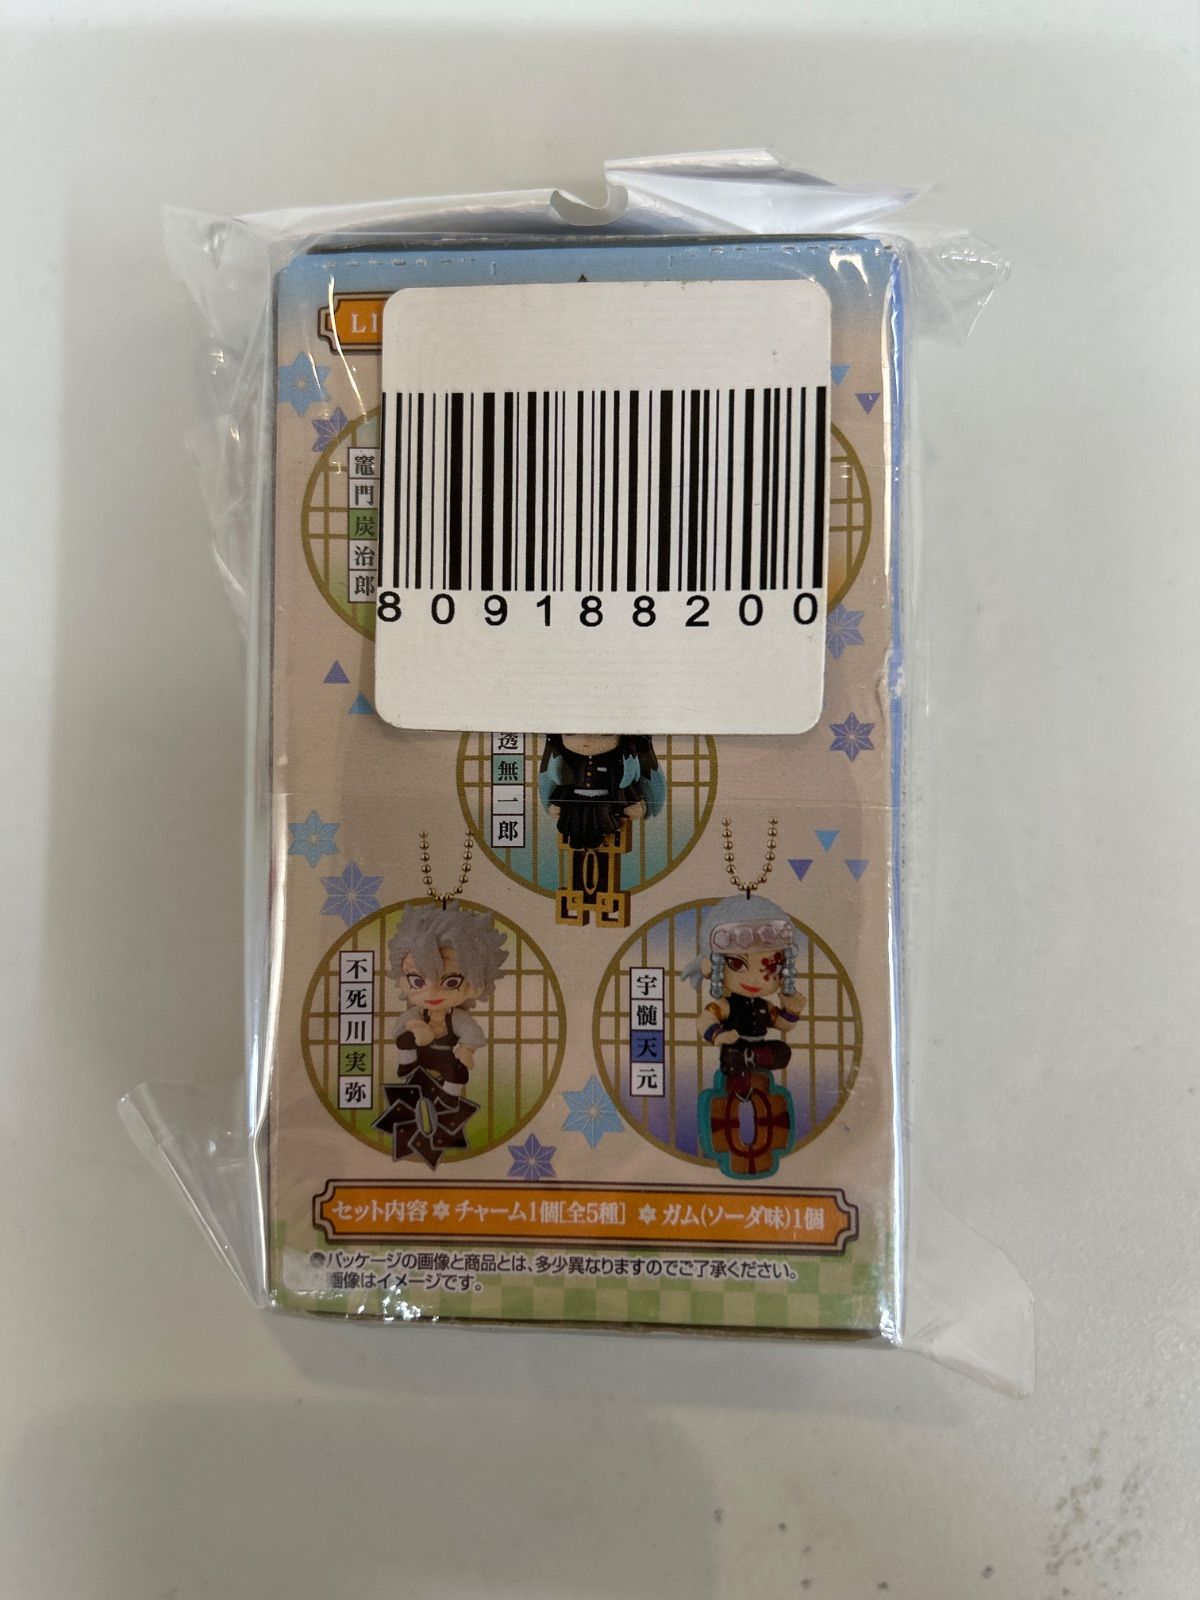 LI
竈門炭治郎
809188200
透無一郎
不死川実弥
宇髄天元
セット内容✲チャーム1個[全5種] ✲ガム(ソーダ味)1個
●パッケージの画像と商品とは、多少異なりますのでご了承ください。
画像はイメージです。